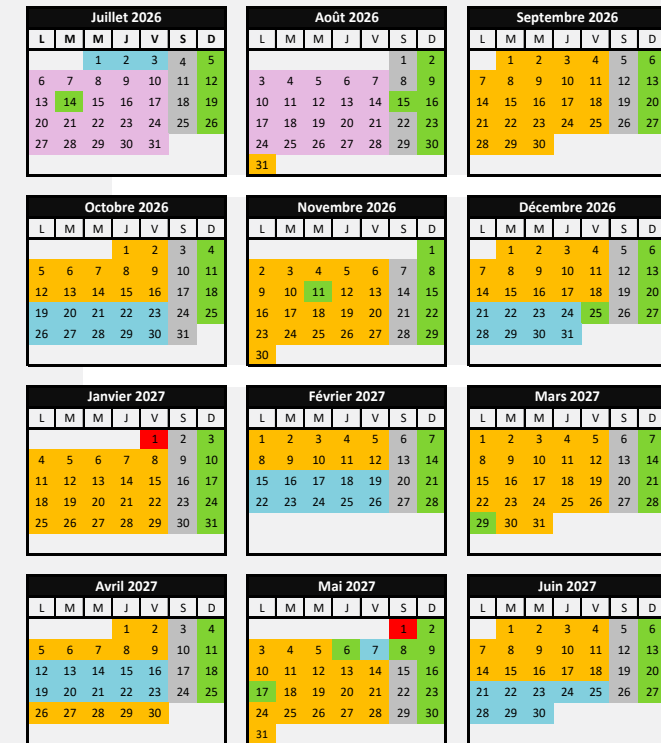 Juillet 2026 Août 2026 Septembre 2026
L M M J V S D L M M J V S D L M M J V S D
1 2 3 4 5 1 2 1 2 3 4 5 6
6 7 8 9 10 11 12 3 4 5 6 7 8 9 7 8 9 10 11 12 13
13 14 15 16 17 18 19 10 11 12 13 14 15 16 14 15 16 17 18 19 20
20 21 22 23 24 25 26 17 18 19 20 21 22 23 21 22 23 24 25 26 27
27 28 29 30 31 24 25 26 27 28 29 30 28 29 30
31
Octobre 2026 Novembre 2026 Décembre 2026
L M M J V S D L M M J V S D L M M J V S D
1 2 3 4 1 1 2 3 4 5 6
5 6 7 8 9 10 11 2 3 4 5 6 7 8 7 8 9 10 11 12 13
12 13 14 15 16 17 18 9 10 11 12 13 14 15 14 15 16 17 18 19 20
19 20 21 22 23 24 25 16 17 18 19 20 21 22 21 22 23 24 25 26 27
26 27 28 29 30 31 23 24 25 26 27 28 29 28 29 30 31
30
Janvier 2027 Février 2027 Mars 2027
L M M J V S D L M M J V S D L M M J V S D
1 2 3 1 2 3 4 5 6 7 1 2 3 4 5 6 7
4 5 6 7 8 9 10 8 9 10 11 12 13 14 8 9 10 11 12 13 14
11 12 13 14 15 16 17 15 16 17 18 19 20 21 15 16 17 18 19 20 21
18 19 20 21 22 23 24 22 23 24 25 26 27 28 22 23 24 25 26 27 28
25 26 27 28 29 30 31 29 30 31
Avril 2027 Mai 2027 Juin 2027
L M M J V S D L M M J V S D L M M J V S D
1 2 3 4 1 2 1 2 3 4 5 6
5 6 7 8 9 10 11 3 4 5 6 7 8 9 7 8 9 10 11 12 13
12 13 14 15 16 17 18 10 11 12 13 14 15 16 14 15 16 17 18 19 20
19 20 21 22 23 24 25 17 18 19 20 21 22 23 21 22 23 24 25 26 27
26 27 28 29 30 24 25 26 27 28 29 30 28 29 30
31